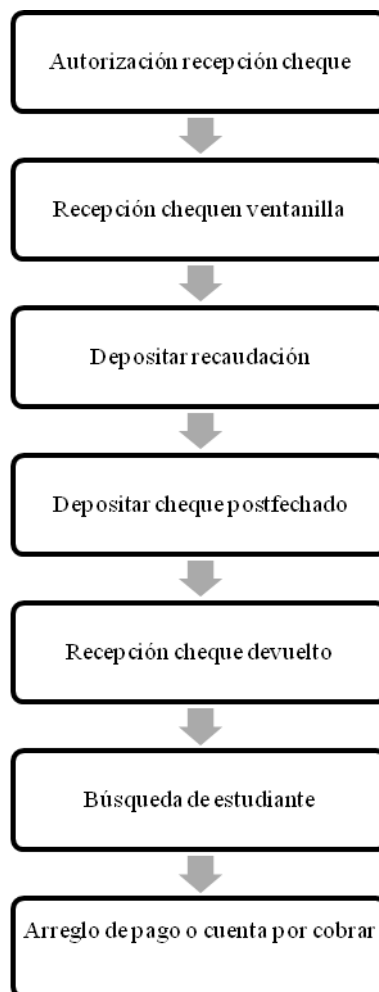 Autorización recepción cheque
Recepción chequen ventanilla
Depositar recaudación
Depositar cheque postfechado
Recepción cheque devuelto
Búsqueda de estudiante
Arreglo de pago o cuenta por cobrar